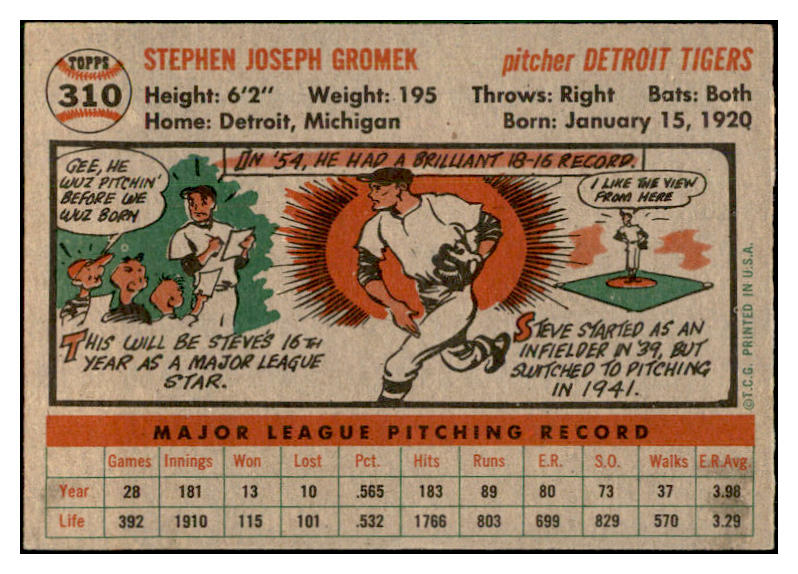 TOPPS
310
STEPHEN JOSEPH GROMEK
pitcher DETROIT TIGERS
Height: 6'2" Weight: 195 Throws: Right Bats: Both
Home: Detroit, Michigan Born: January 15, 1920
GEE, HE
WUZ PITCHIN'
BEFORE WE
WUZ BORN
IN '54, HE HAD A BRILLIANT 18-16 RECORD.
I LIKE THE VIEW
FROM HERE
THIS WILL BE STEVE'S 16TH
YEAR AS A MAJOR LEAGUE
STAR.
STEVE STARTED AS AN
INFIELDER IN '39, BUT
SWITCHED TO PITCHING
IN 1941.
©T.C.G. PRINTED IN U.S.A.
MAJOR LEAGUE PITCHING RECORD
Games Innings Won Lost Pct. Hits Runs E.R. S.O. Walks E.R.Avg.
Year 28 181 13 10 .565 183 89 80 73 37 3.98
Life 392 1910 115 101 .532 1766 803 699 829 570 3.29